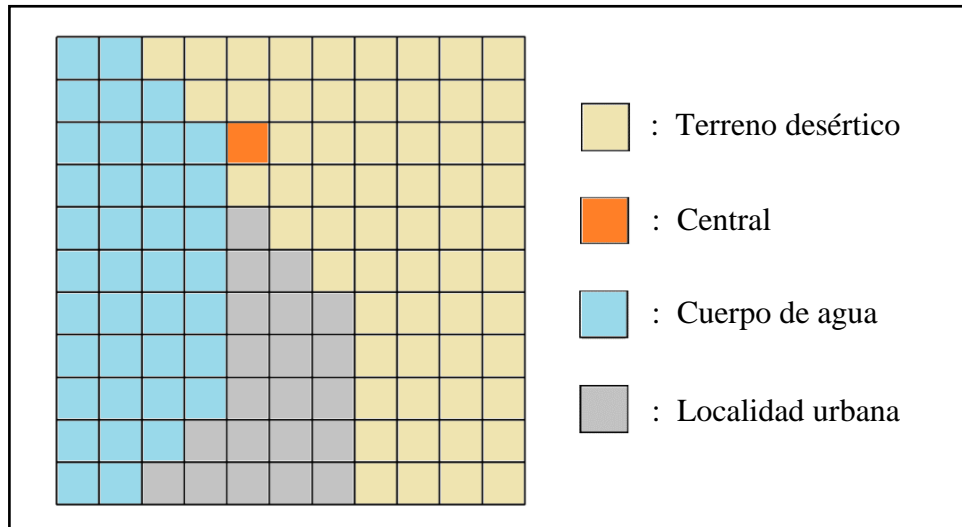 : Terreno desértico
: Central
: Cuerpo de agua
: Localidad urbana